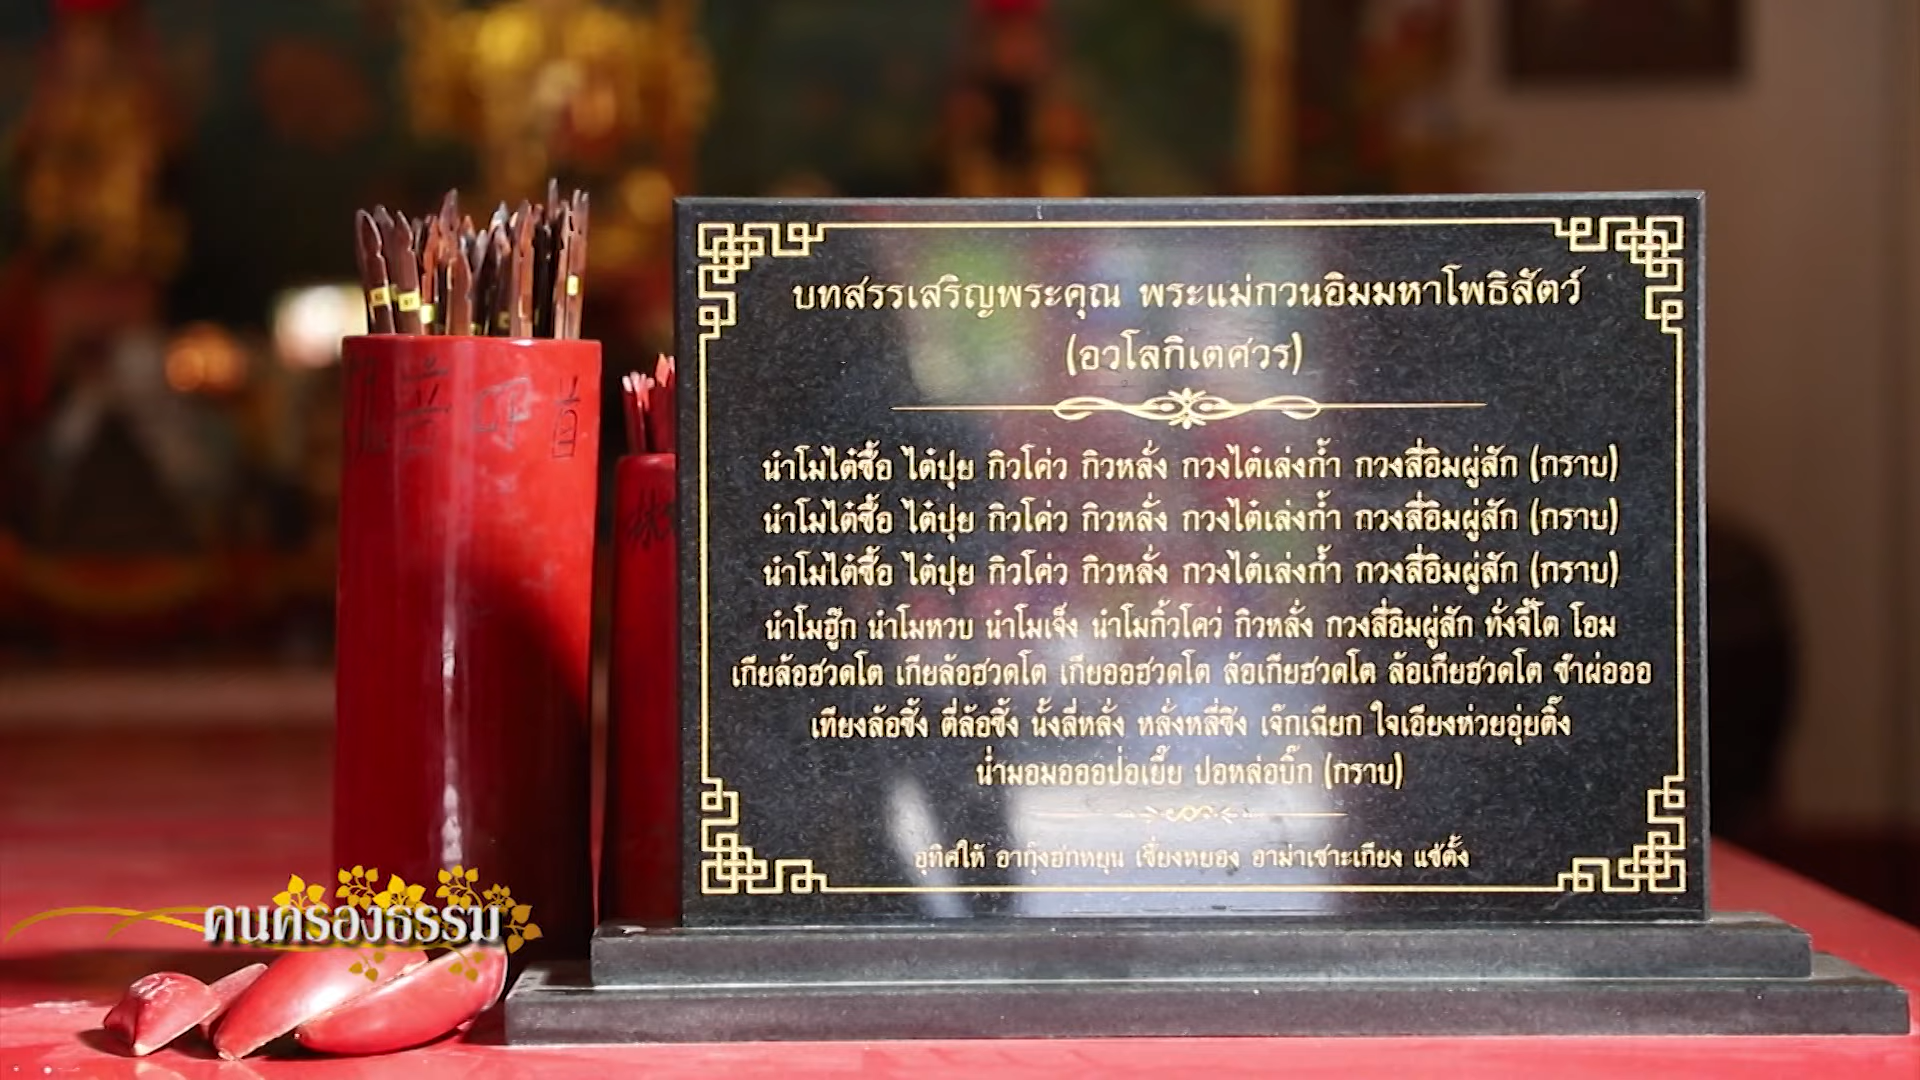 บทสรรเสริญพระคุณ พระแม่กวนอิมมหาโพธิสัตว์
(อวโลกิเตศวร)
นำโมไต๋ซื้อ ไต๋ปุย กิวโค่ว กิวหลั่ง กวงไต๋เล่งก้ำ กวงสี่อิมผู่สัก (กราบ)
นำโมไต๋ซื้อ ไต๋ปุย กิวโค่ว กิวหลั่ง กวงไต๋เล่งก้ำ กวงสี่อิมผู่สัก (กราบ)
นำโมไต๋ซื้อ ไต๋ปุย กิวโค่ว กิวหลั่ง กวงไต๋เล่งก้ำ กวงสี่อิมผู่สัก (กราบ)
นำโมฮู๊ก นำโมหวบ นำโมเจ็ง นำโมกิ้วโคว่ กิวหลั่ง กวงสี่อิมผู่สัก ทั่งจี้โต โอม
เกียล้อฮวดโต เกียล้อฮวดโต เกียออฮวดโต ล้อเกียฮวดโต ล้อเกียฮวดโต ซำผ่อออ
เทียงล้อซิ้ง ตี่ล้อซิ้ง นั้งลี่หลั่ง หลั่งหลี่ซิง เจ๊กเฉียก ใจเอียงห่วยอุ่ยติ๊ง
น่ำมอมอออป่อเยี๊ย ปอหล่อบิ๊ก (กราบ)
อุทิศให้ อากุ๊งฮกหยุน เซี่ยงหยอง อาม่าเซาะเกียง แซ่ตั้ง
คนครองธรรม